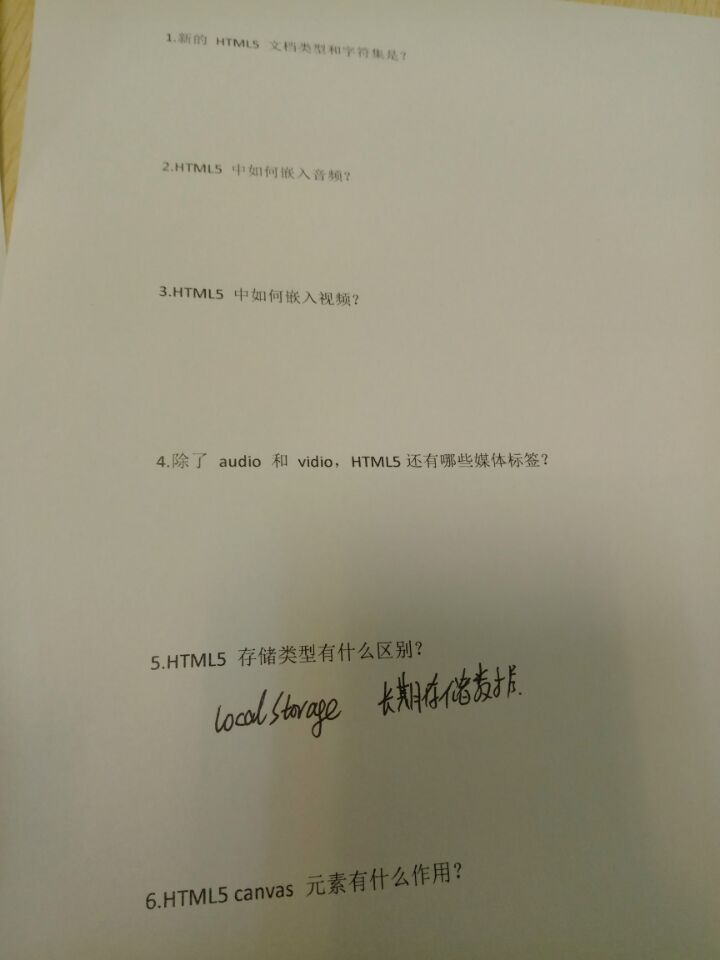 1.新的 HTML5 文档类型和字符集是？
2.HTML5 中如何嵌入音频？
3.HTML5 中如何嵌入视频？
4.除了 audio 和 vidio，HTML5 还有哪些媒体标签？
5.HTML5 存储类型有什么区别？
localStorage 长期存储数据.
6.HTML5 canvas 元素有什么作用？